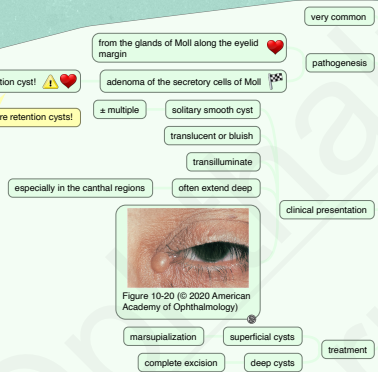 very common
from the glands of Moll along the eyelid
margin
pathogenesis
cyst!
adenoma of the secretory cells of Moll
re retention cysts!
± multiple
solitary smooth cyst
translucent or bluish
transilluminate
especially in the canthal regions
often extend deep
clinical presentation
Figure 10-20 (© 2020 American
Academy of Ophthalmology)
marsupialization
superficial cysts
treatment
complete excision
deep cysts